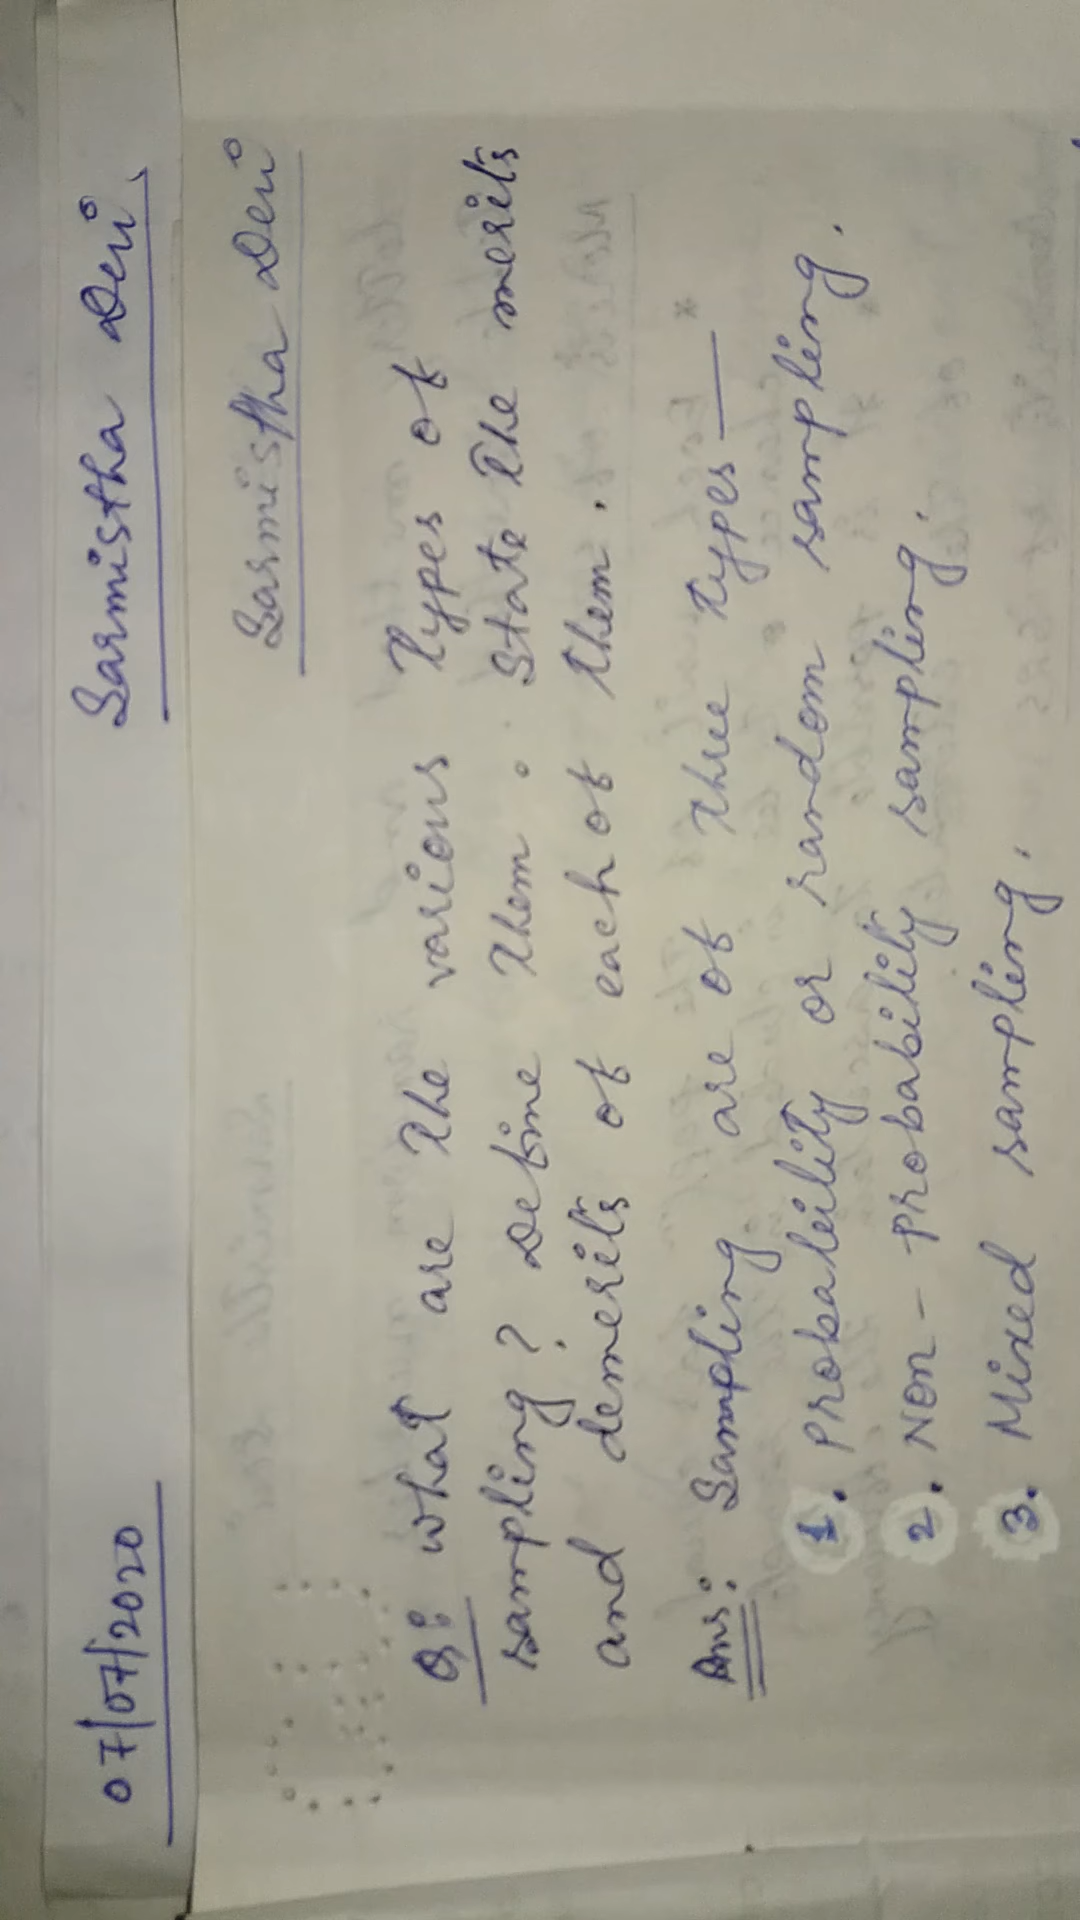 07/07/2020 Sarmistha Deri
Sarmistha Deri
Q: What are the various types of
sampling? Define them. State the merits
and demerits of each of them.
Ans: Sampling are of three types —
1. Probability or random sampling.
2. Non-probability sampling.
3. Mixed sampling.